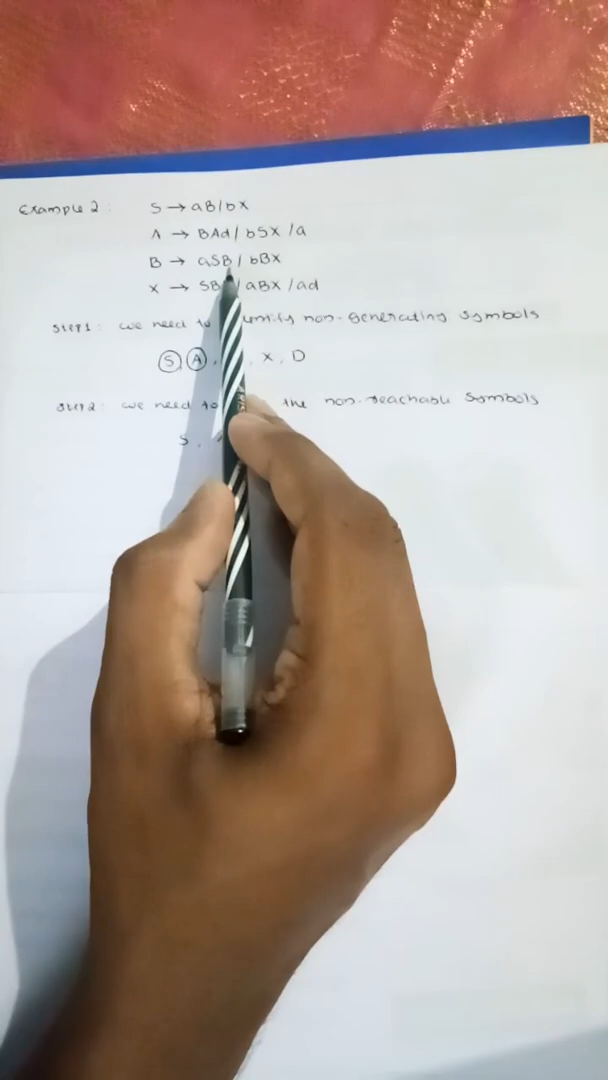 Example 2: S → aB/bX
A → BAd/bSX/a
B → aSB/bBX
X → SB /aBX/ad
Step1: we need to non-generating symbols
S, A, , X, D
Step2: we need to the non-reachable symbols
S,